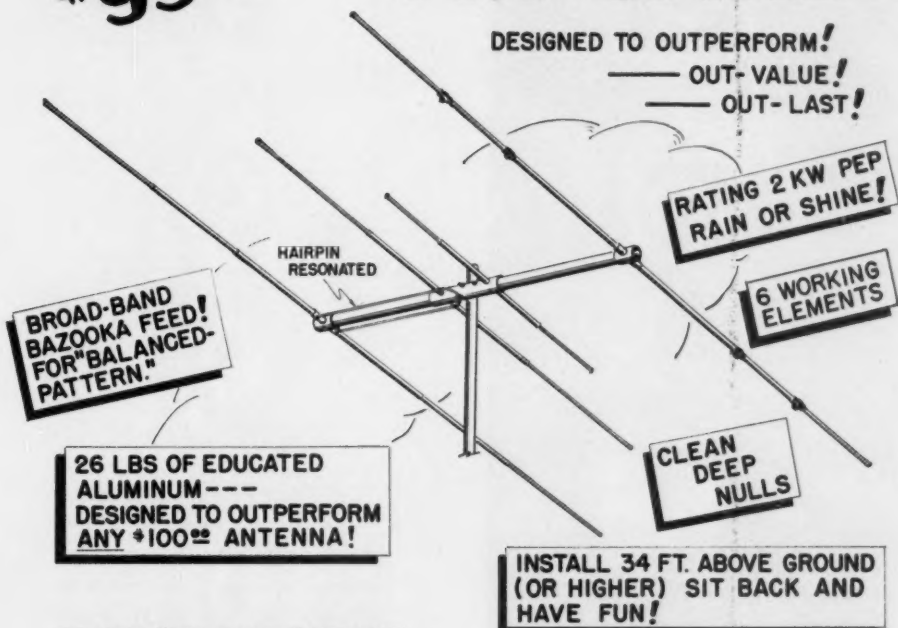 DESIGNED TO OUTPERFORM!
OUT-VALUE!
OUT-LAST!
RATING 2 KW PEP
RAIN OR SHINE!
HAIRPIN
RESONATED
6 WORKING
ELEMENTS
BROAD-BAND
BAZOOKA FEED!
FOR "BALANCED-
PATTERN."
26 LBS OF EDUCATED
ALUMINUM---
DESIGNED TO OUTPERFORM
ANY $100.00 ANTENNA!
CLEAN
DEEP
NULLS
INSTALL 34 FT. ABOVE GROUND
(OR HIGHER) SIT BACK AND
HAVE FUN!